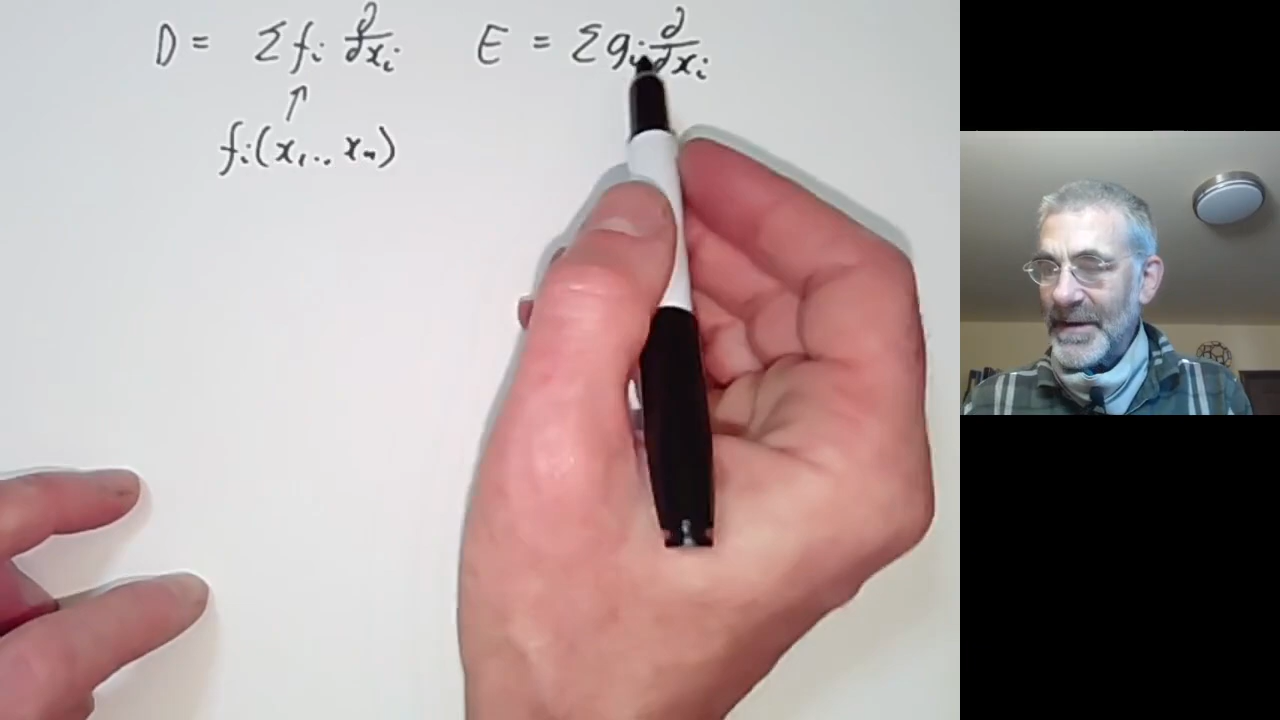 D = Σ fᵢ ∂/∂xᵢ E = Σ gᵢ ∂/∂xᵢ
↑
fᵢ(x₁... xₙ)